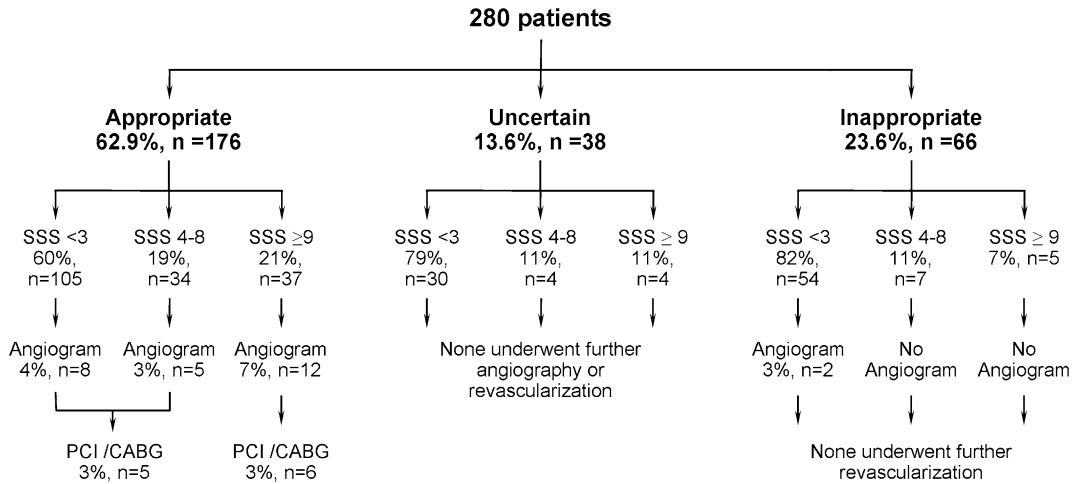 280 patients
Appropriate
62.9%, n =176
Uncertain
13.6%, n =38
Inappropriate
23.6%, n =66
SSS <3
60%,
n=105
SSS 4-8
19%,
n=34
SSS ≥9
21%,
n=37
SSS <3
79%,
n=30
SSS 4-8
11%,
n=4
SSS ≥ 9
11%,
n=4
SSS <3
82%,
n=54
SSS 4-8
11%,
n=7
SSS ≥ 9
7%, n=5
Angiogram
4%, n=8
Angiogram
3%, n=5
Angiogram
7%, n=12
None underwent further
angiography or
revascularization
Angiogram
3%, n=2
No
Angiogram
No
Angiogram
PCI /CABG
3%, n=5
PCI /CABG
3%, n=6
None underwent further
revascularization